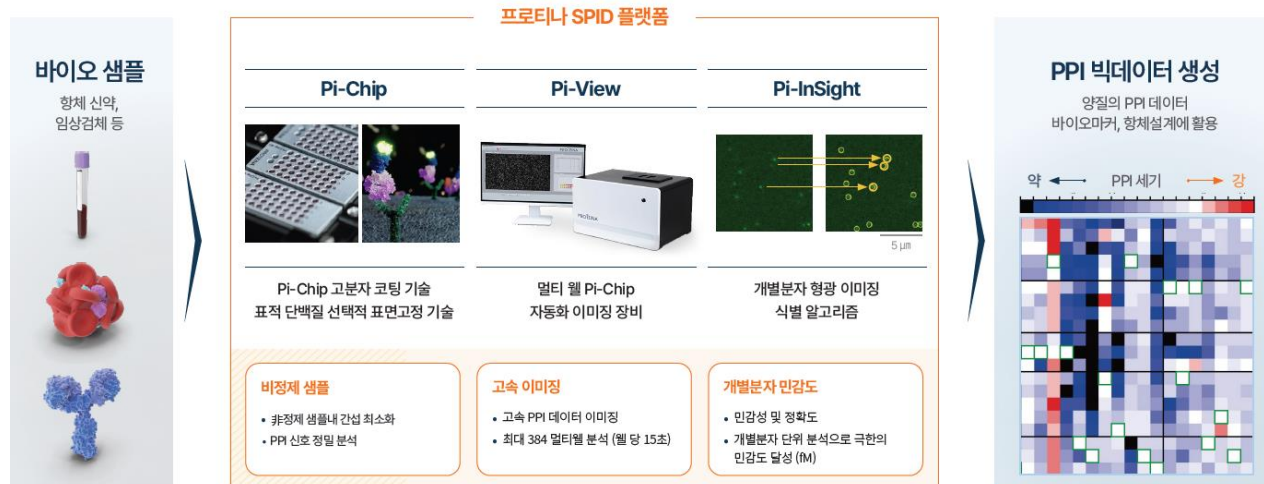 프로티나 SPID 플랫폼
바이오 샘플
항체 신약,
임상검체 등
Pi-Chip
Pi-View
Pi-InSight
5 μm
Pi-Chip 고분자 코팅 기술
표적 단백질 선택적 표면고정 기술
멀티 웰 Pi-Chip
자동화 이미징 장비
개별분자 형광 이미징
식별 알고리즘
비정제 샘플
• 非정제 샘플내 간섭 최소화
• PPI 신호 정밀 분석
고속 이미징
• 고속 PPI 데이터 이미징
• 최대 384 멀티웰 분석 (웰 당 15초)
개별분자 민감도
• 민감성 및 정확도
• 개별분자 단위 분석으로 극한의
민감도 달성 (fM)
PPI 빅데이터 생성
양질의 PPI 데이터
바이오마커, 항체설계에 활용
약 PPI 세기 강